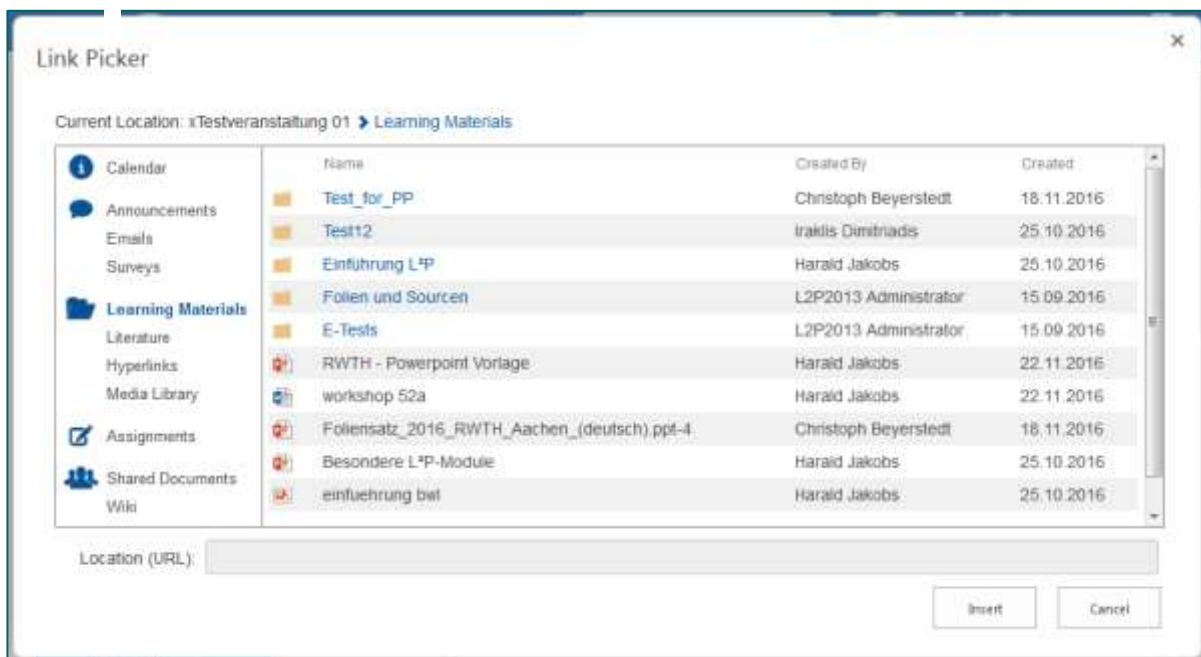 Link Picker
Current Location: xTestveranstaltung 01 > Learning Materials
Calendar
Announcements
Emails
Surveys
Learning Materials
Literature
Hyperlinks
Media Library
Assignments
Shared Documents
Wiki
Name Created By Created
Test_for_PP Christoph Beyerstedt 18.11.2016
Test12 Iraklis Dimitriadis 25.10.2016
Einführung L²P Harald Jakobs 25.10.2016
Folien und Sourcen L2P2013 Administrator 15.09.2016
E-Tests L2P2013 Administrator 15.09.2016
RWTH - Powerpoint Vorlage Harald Jakobs 22.11.2016
workshop 52a Harald Jakobs 22.11.2016
Foliensatz_2016_RWTH_Aachen_(deutsch).ppt-4 Christoph Beyerstedt 18.11.2016
Besondere L²P-Module Harald Jakobs 25.10.2016
einfuehrung bwl Harald Jakobs 25.10.2016
Location (URL):
Insert Cancel